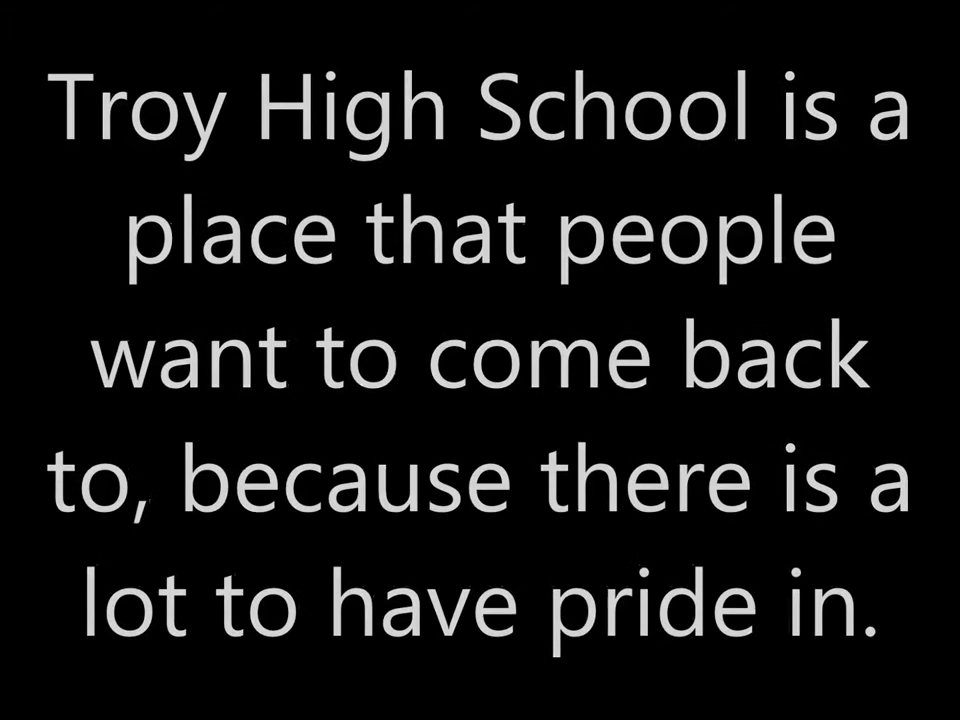 Troy High School is a
place that people
want to come back
to, because there is a
lot to have pride in.